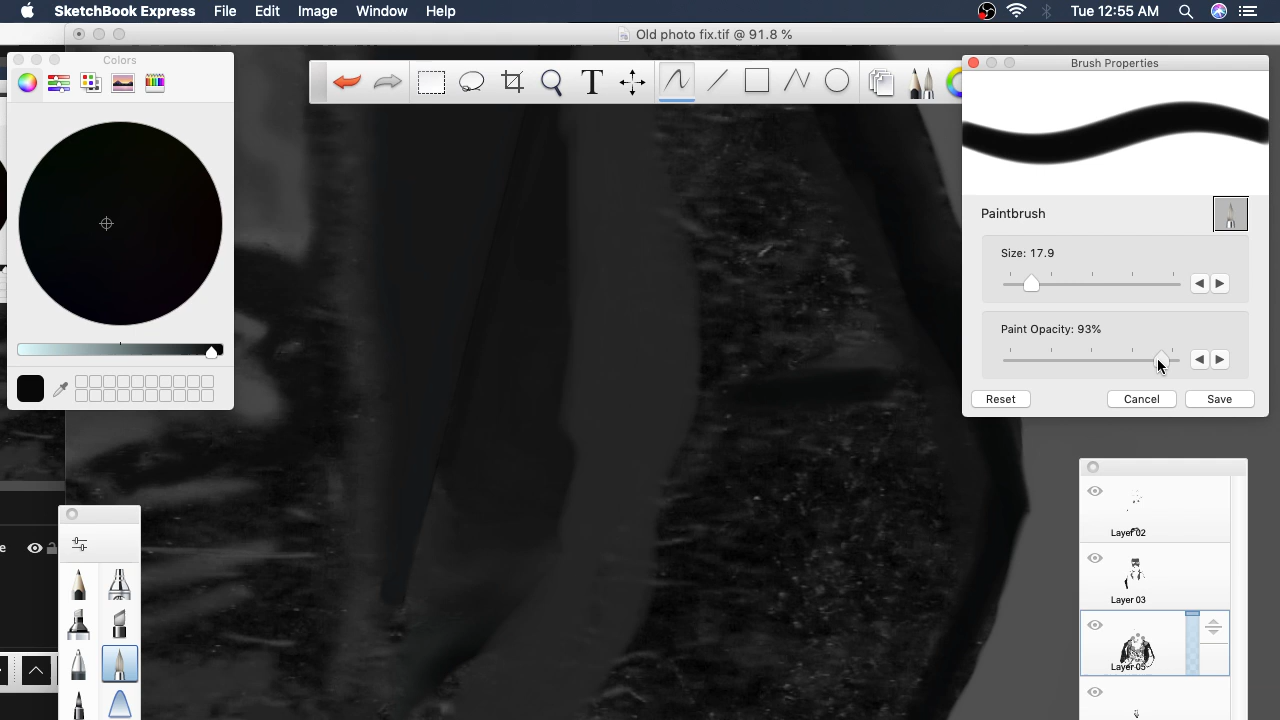 SketchBook Express File Edit Image Window Help Tue 12:55 AM
Old photo fix.tif @ 91.8 %
Colors
T
Brush Properties
Paintbrush
Size: 17.9
Paint Opacity: 93%
Reset Cancel Save
Layer 02
Layer 03
Layer 05
e